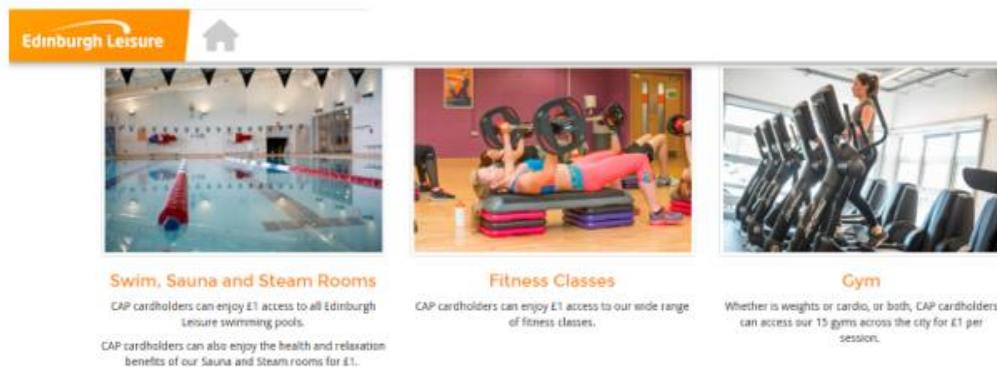 Edinburgh Leisure
Swim, Sauna and Steam Rooms
CAP cardholders can enjoy £1 access to all Edinburgh
Leisure swimming pools.
CAP cardholders can also enjoy the health and relaxation
benefits of our Sauna and Steam rooms for £1.
Fitness Classes
CAP cardholders can enjoy £1 access to our wide range
of fitness classes.
Gym
Whether is weights or cardio, or both, CAP cardholders
can access our 15 gyms across the city for £1 per
session.